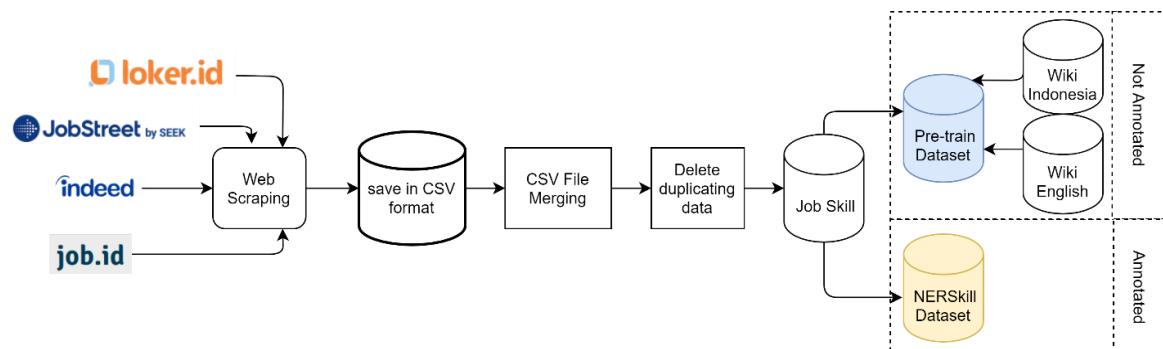 loker.id
JobStreet by SEEK
indeed
job.id
Web
Scraping
save in CSV
format
CSV File
Merging
Delete
duplicating
data
Job Skill
Pre-train
Dataset
Wiki
Indonesia
Wiki
English
Not Annotated
NERSkill
Dataset
Annotated